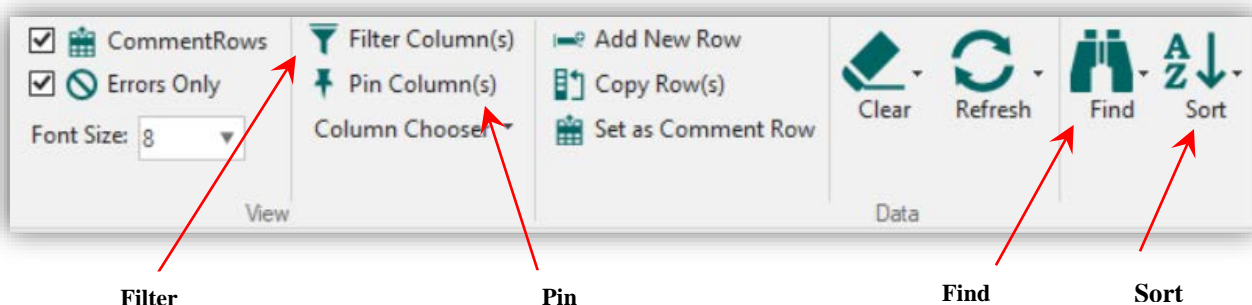 CommentRows
Errors Only
Font Size: 8
View
Filter Column(s)
Pin Column(s)
Column Chooser
Add New Row
Copy Row(s)
Set as Comment Row
Clear
Refresh
Find
Sort
Data
Filter
Pin
Find
Sort